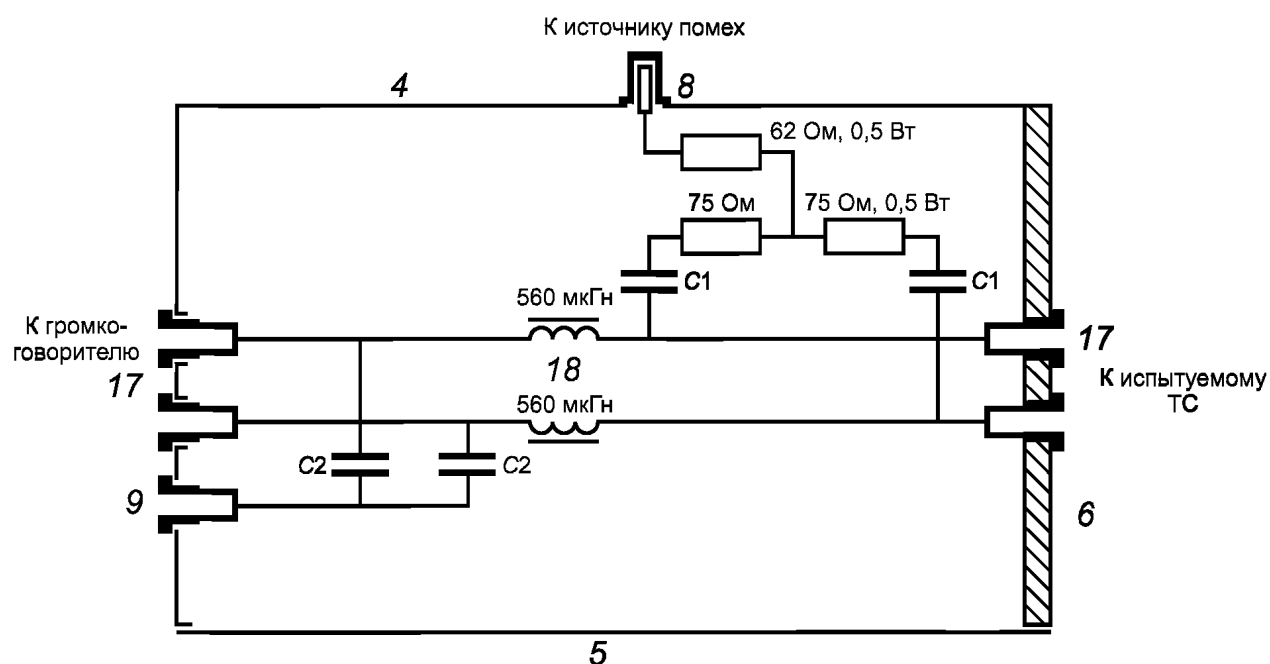 К источнику помех
4
8
62 Ом, 0,5 Вт
75 Ом
75 Ом, 0,5 Вт
C1
C1
560 мкГн
К громко-
говорителю
17
18
17
560 мкГн
К испытуемому
ТС
C2
C2
9
6
5